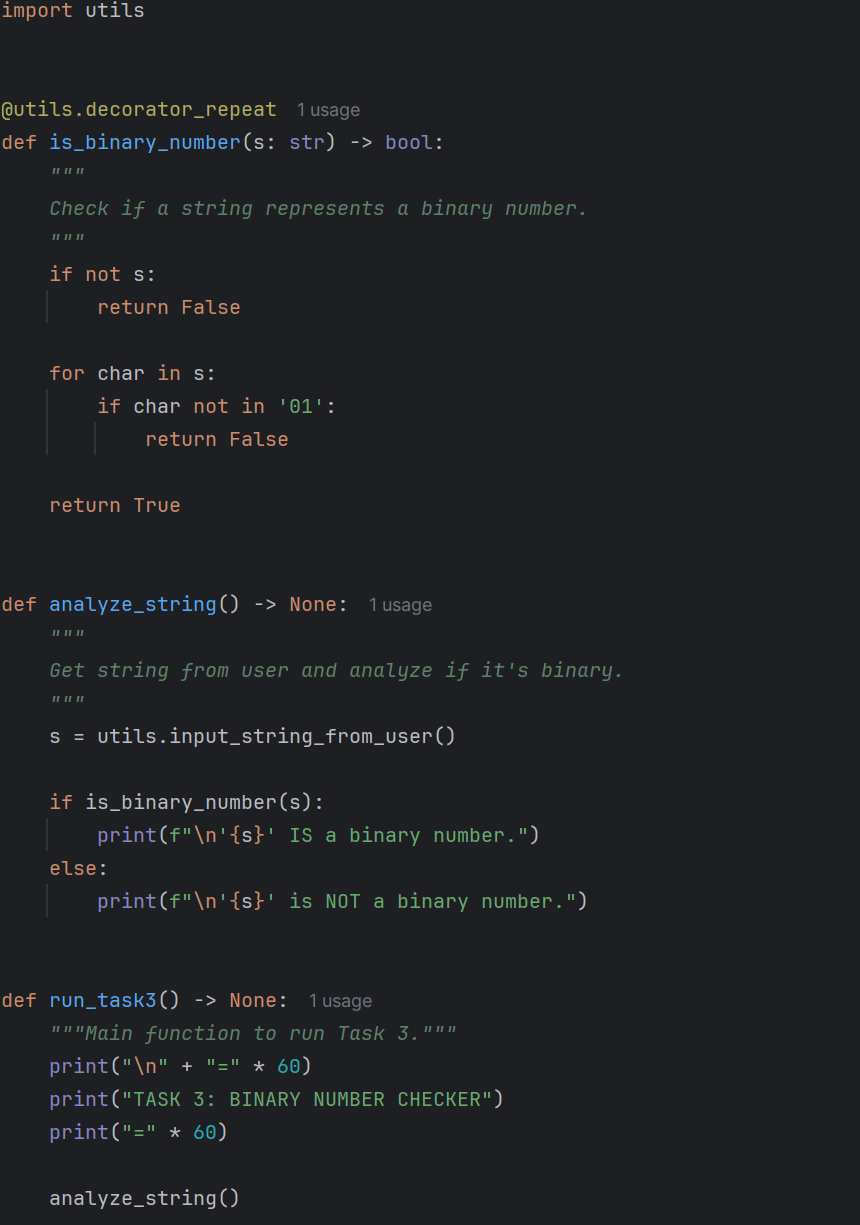 import utils
@utils.decorator_repeat 1 usage
def is_binary_number(s: str) -> bool:
    """
    Check if a string represents a binary number.
    """
    if not s:
        return False
    for char in s:
        if char not in '01':
            return False
    return True
def analyze_string() -> None: 1 usage
    """
    Get string from user and analyze if it's binary.
    """
    s = utils.input_string_from_user()
    if is_binary_number(s):
        print(f"\n'{s}' IS a binary number.")
    else:
        print(f"\n'{s}' is NOT a binary number.")
def run_task3() -> None: 1 usage
    """Main function to run Task 3."""
    print("\n" + "=" * 60)
    print("TASK 3: BINARY NUMBER CHECKER")
    print("=" * 60)
    analyze_string()